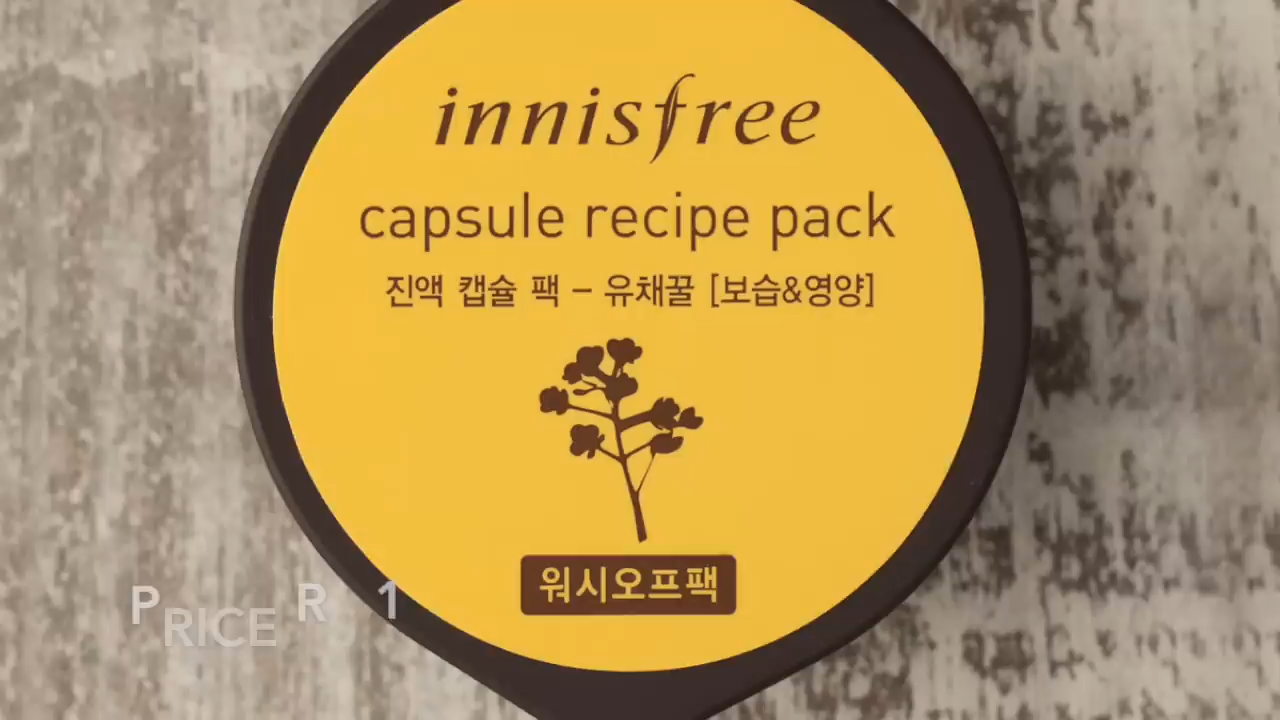 innisfree
capsule recipe pack
진액 캡슐 팩 – 유채꿀 [보습&영양]
워시오프팩
PRICE R 1